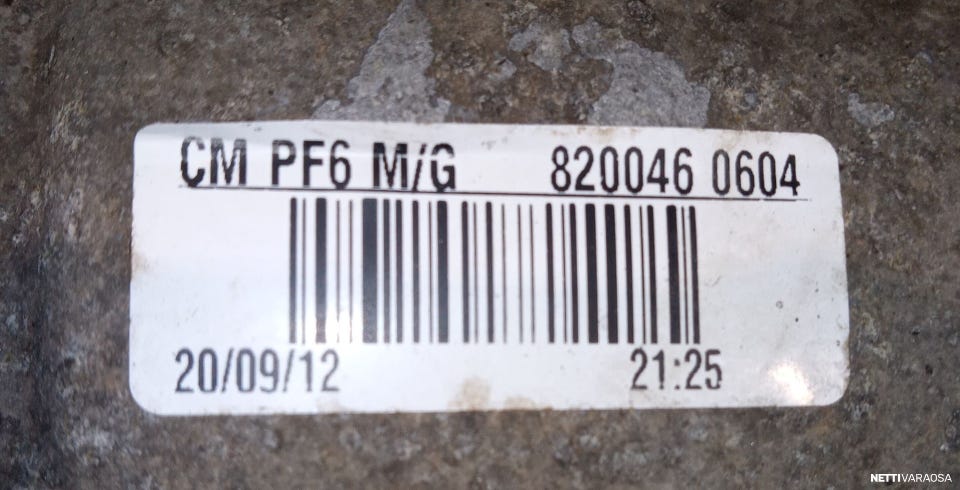 CM PF6 M/G 820046 0604
20/09/12 21:25
NETTIVARAOSA